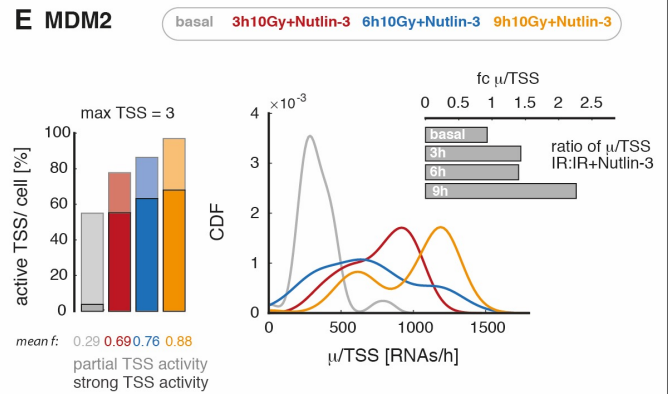 E MDM2
basal 3h10Gy+Nutlin-3 6h10Gy+Nutlin-3 9h10Gy+Nutlin-3
max TSS = 3
active TSS/ cell [%]
100
80
60
40
20
0
mean f: 0.29 0.69 0.76 0.88
partial TSS activity
strong TSS activity
×10⁻³
CDF
4
3
2
1
0
0 500 1000 1500
μ/TSS [RNAs/h]
fc μ/TSS
0 0.5 1 1.5 2 2.5
basal
3h
6h
9h
ratio of μ/TSS
IR:IR+Nutlin-3